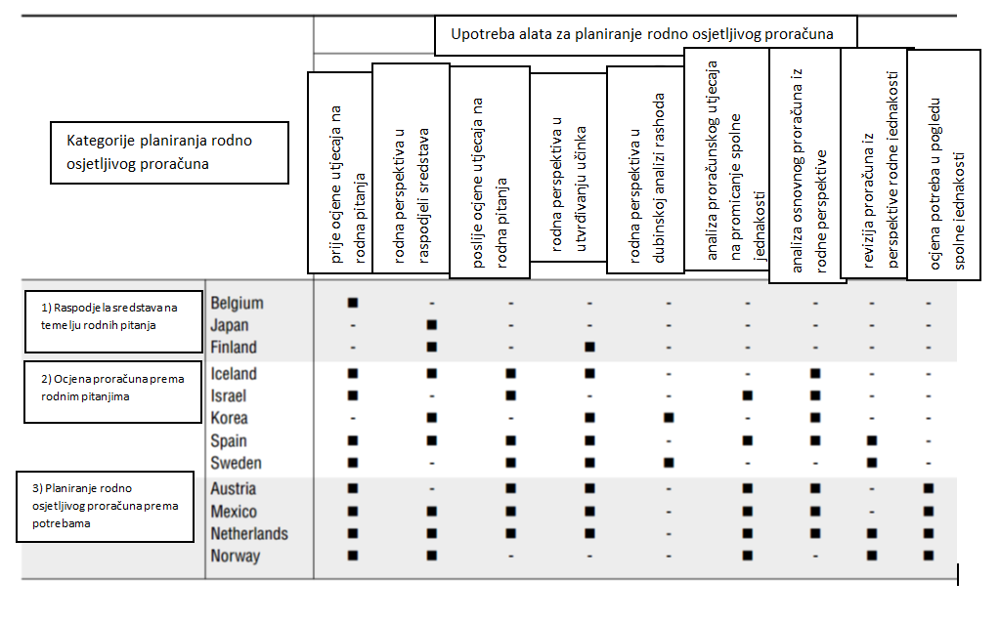 Upotreba alata za planiranje rodno osjetljivog proračuna
Kategorije planiranja rodno
osjetljivog proračuna
prije ocjene utjecaja na
rodna pitanja
rodna perspektiva u
raspodjeli sredstava
poslije ocjene utjecaja na
rodna pitanja
rodna perspektiva u
utvrđivanju učinka
rodna perspektiva u
dubinskoj analizi rashoda
analiza proračunskog utjecaja
na promicanje spolne
jednakosti
analiza osnovnog proračuna iz
rodne perspektive
revizija proračuna iz
perspektive rodne jednakosti
ocjena potreba u pogledu
spolne jednakosti
1) Raspodjela sredstava na
temelju rodnih pitanja
Belgium ■ - - - - - - - -
Japan - ■ - - - - - - -
Finland - ■ - ■ - - - - -
2) Ocjena proračuna prema
rodnim pitanjima
Iceland ■ ■ ■ ■ - - ■ - -
Israel ■ - ■ - - ■ ■ - -
Korea - ■ - ■ ■ - ■ - -
Spain ■ ■ ■ ■ - ■ ■ ■ -
Sweden ■ - ■ ■ ■ - - ■ -
3) Planiranje rodno
osjetljivog proračuna prema
potrebama
Austria ■ - ■ ■ - ■ ■ - ■
Mexico ■ ■ ■ ■ - ■ ■ - ■
Netherlands ■ ■ ■ ■ - ■ ■ ■ ■
Norway ■ ■ - - - ■ - ■ ■